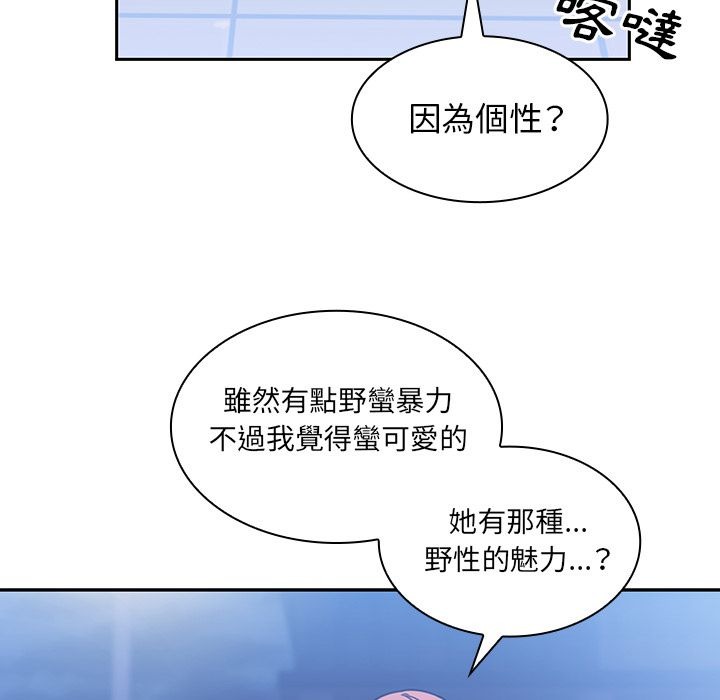 喀噠
因為個性？
雖然有點野蠻暴力
不過我覺得蠻可愛的
她有那種...
野性的魅力...？